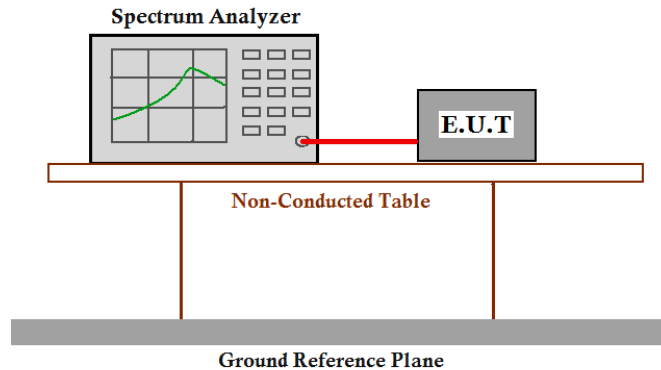 Spectrum Analyzer
E.U.T
Non-Conducted Table
Ground Reference Plane